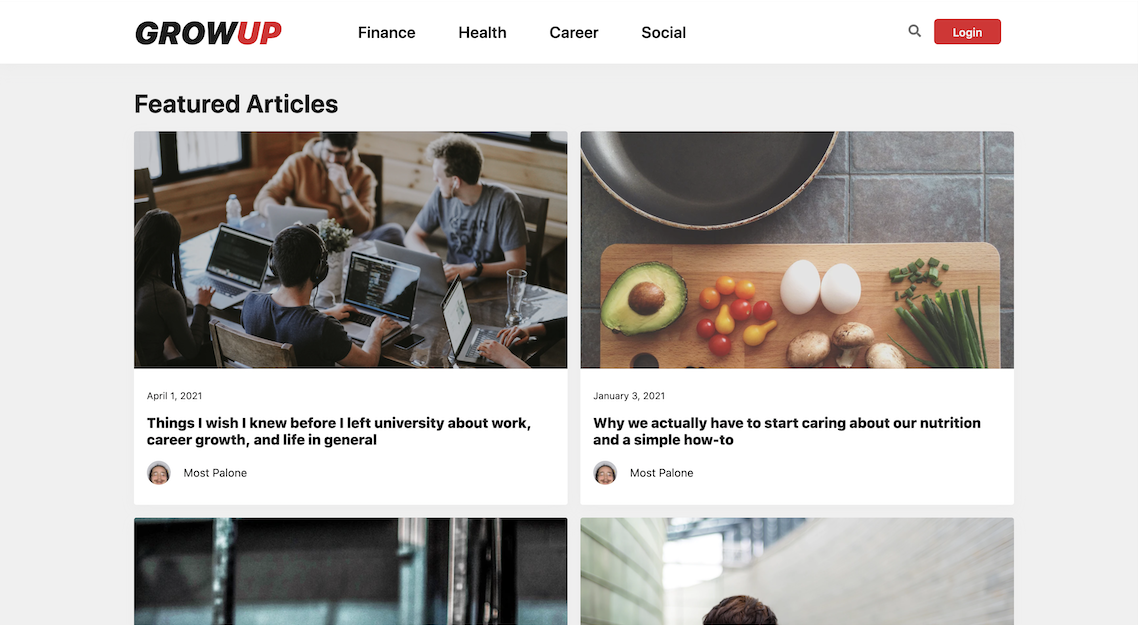 GROWUP
Finance
Health
Career
Social
Login
Featured Articles
April 1, 2021
Things I wish I knew before I left university about work,
career growth, and life in general
Most Palone
January 3, 2021
Why we actually have to start caring about our nutrition
and a simple how-to
Most Palone